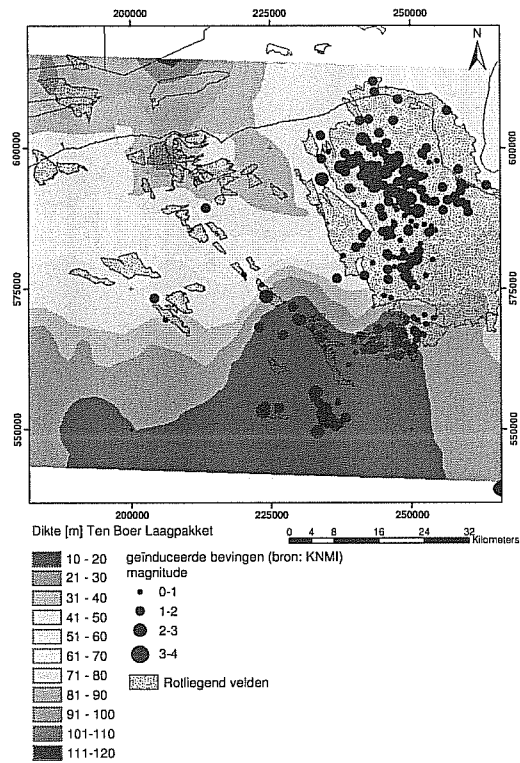 200000 225000 250000
N
600000 600000
575000 575000
550000 550000
200000 225000 250000
Dikte [m] Ten Boer Laagpakket
0 4 8 16 24 32
Kilometers
10 - 20
21 - 30
31 - 40
41 - 50
51 - 60
61 - 70
71 - 80
81 - 90
91 - 100
101-110
111-120
geïnduceerde bevingen (bron: KNMI)
magnitude
0-1
1-2
2-3
3-4
Rotliegend velden